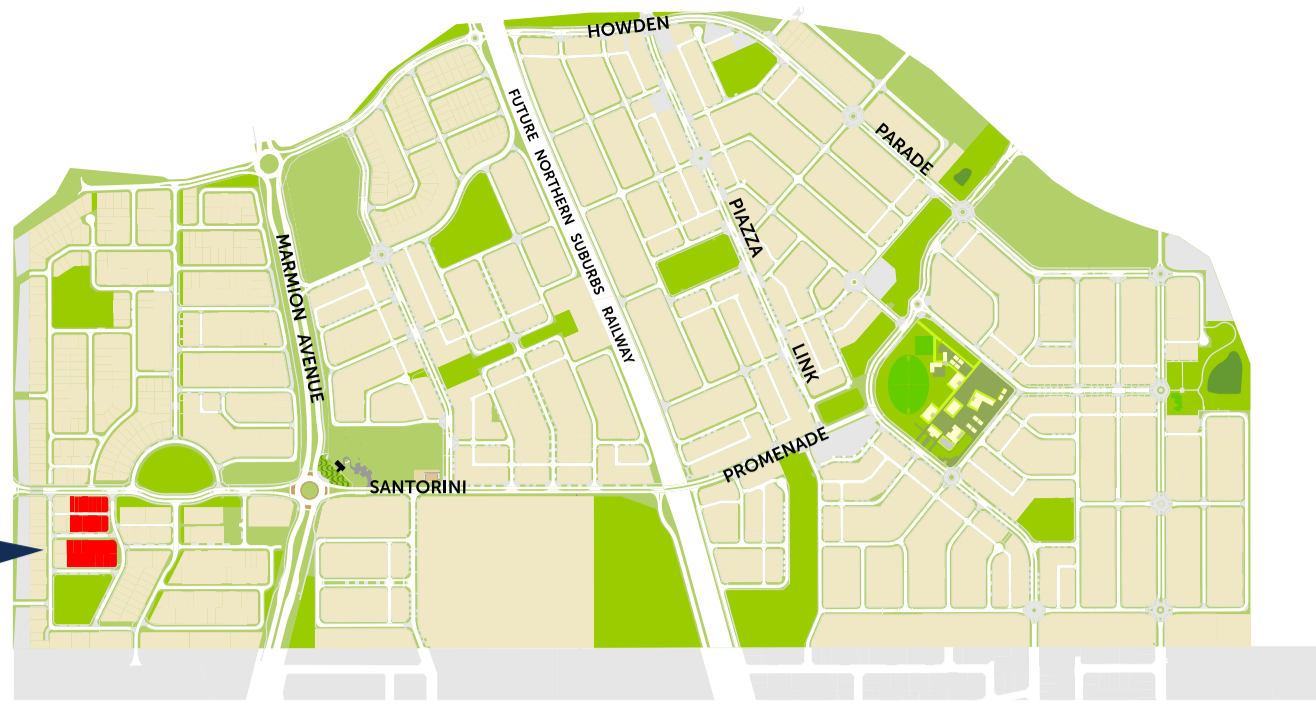 HOWDEN
PARADE
FUTURE NORTHERN SUBURBS RAILWAY
PIAZZA
LINK
MARMION AVENUE
PROMENADE
SANTORINI